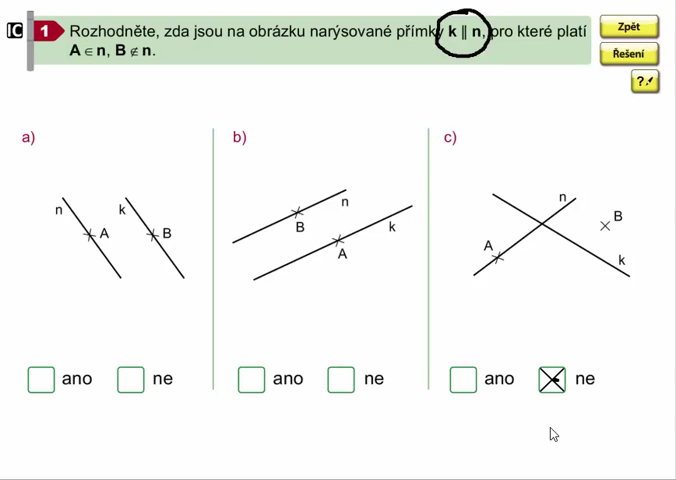 1 Rozhodněte, zda jsou na obrázku narýsované přímky k ∥ n, pro které platí
A ∈ n, B ∉ n.
Zpět
Řešení
?
a)
b)
c)
n
A
k
B
n
B
k
A
n
B
A
k
ano
ne
ano
ne
ano
ne